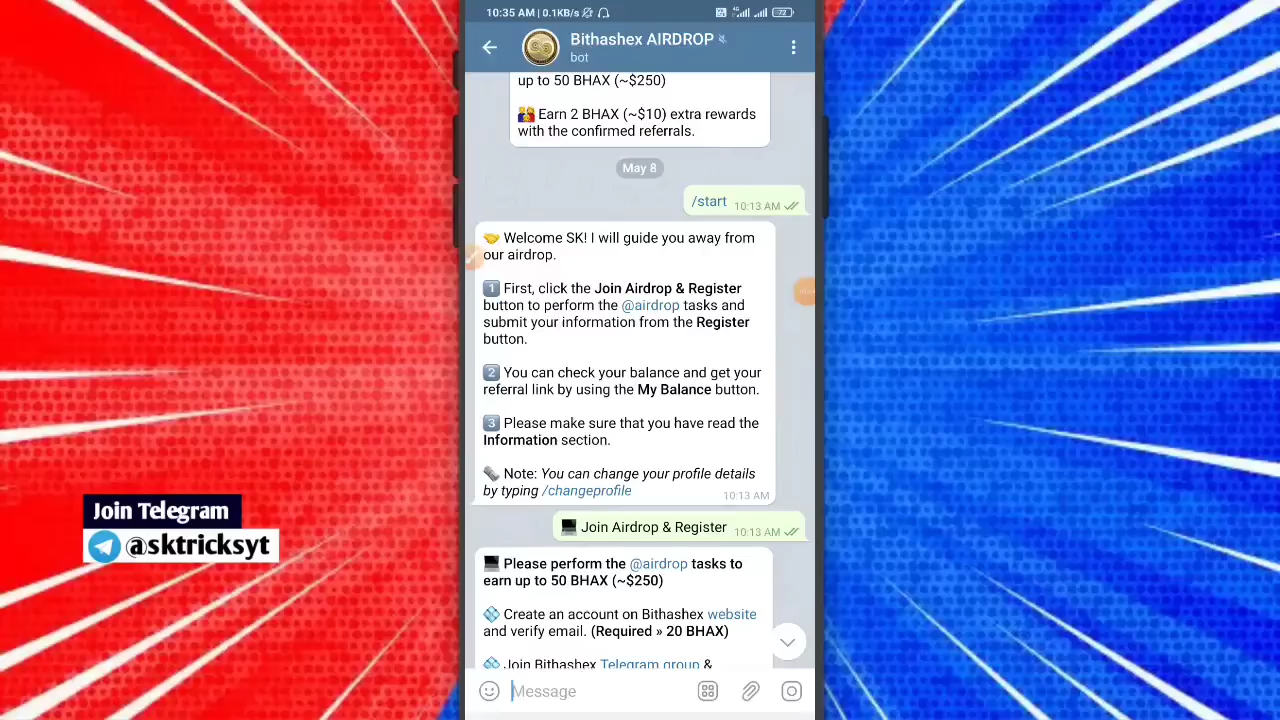 10:35 AM | 0.1KB/s
4G
72
Bithashex AIRDROP
bot
up to 50 BHAX (~$250)
Earn 2 BHAX (~$10) extra rewards
with the confirmed referrals.
May 8
/start 10:13 AM
Welcome SK! I will guide you away from
our airdrop.
1 First, click the Join Airdrop & Register
button to perform the @airdrop tasks and
submit your information from the Register
button.
2 You can check your balance and get your
referral link by using the My Balance button.
3 Please make sure that you have read the
Information section.
Note: You can change your profile details
by typing /changeprofile 10:13 AM
Join Airdrop & Register 10:13 AM
Please perform the @airdrop tasks to
earn up to 50 BHAX (~$250)
Create an account on Bithashex website
and verify email. (Required » 20 BHAX)
Join Bithashex Telegram group &
Message
Join Telegram
@sktricksyt